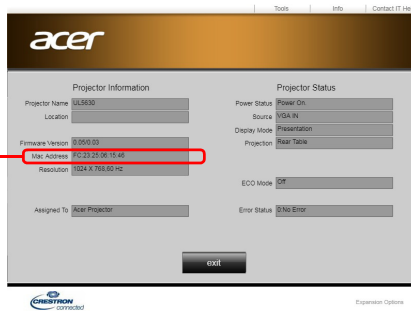 Tools Info Contact IT He
acer
Projector Information
Projector Name UL5630
Location
Firmware Version 0.05/0.03
Mac Address FC:23:25:06:15:46
Resolution 1024 X 768,60 Hz
Assigned To Acer Projector
Projector Status
Power Status Power On.
Source VGA IN
Display Mode Presentation
Projection Rear Table
ECO Mode Off
Error Status 0:No Error
exit
CRESTRON
connected
Expansion Options